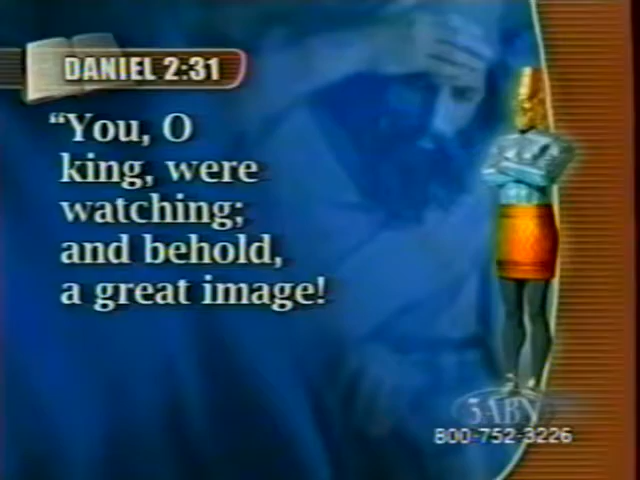 DANIEL 2:31
“You, O
king, were
watching;
and behold,
a great image!
3ABN
800-752-3226